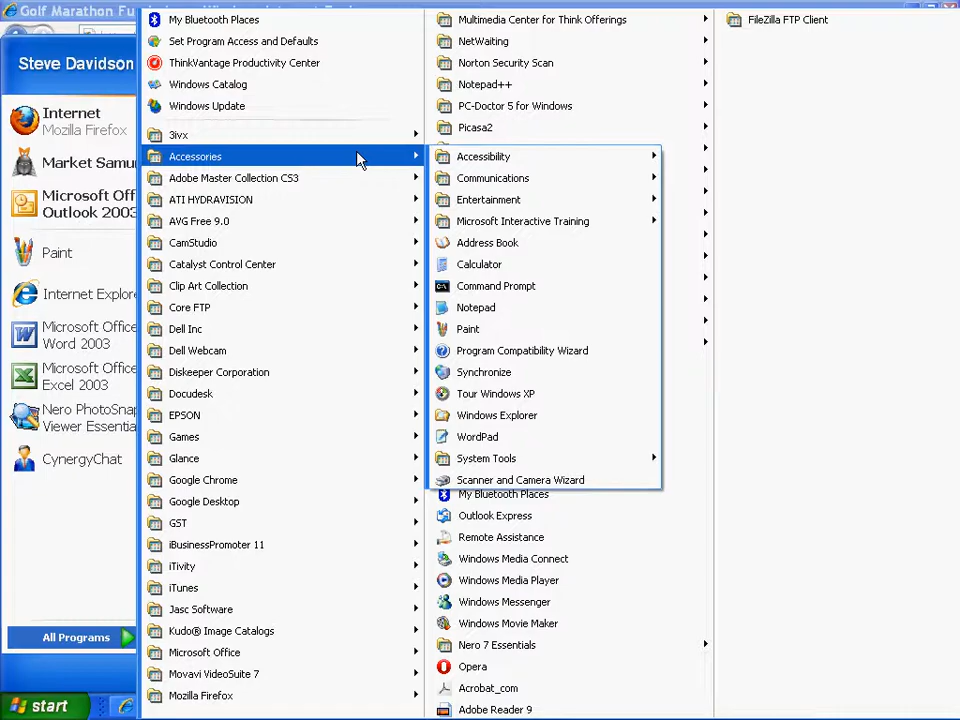 Golf Marathon Fu
Steve Davidson
Internet
Mozilla Firefox
Market Samu
Microsoft Off
Outlook 2003
Paint
Internet Explore
Microsoft Office
Word 2003
Microsoft Office
Excel 2003
Nero PhotoSnap
Viewer Essentia
CynergyChat
All Programs
start
My Bluetooth Places
Set Program Access and Defaults
ThinkVantage Productivity Center
Windows Catalog
Windows Update
3ivx
Accessories
Adobe Master Collection CS3
ATI HYDRAVISION
AVG Free 9.0
CamStudio
Catalyst Control Center
Clip Art Collection
Core FTP
Dell Inc
Dell Webcam
Diskeeper Corporation
Docudesk
EPSON
Games
Glance
Google Chrome
Google Desktop
GST
iBusinessPromoter 11
iTivity
iTunes
Jasc Software
Kudo® Image Catalogs
Microsoft Office
Movavi VideoSuite 7
Mozilla Firefox
Multimedia Center for Think Offerings
NetWaiting
Norton Security Scan
Notepad++
PC-Doctor 5 for Windows
Picasa2
Accessibility
Communications
Entertainment
Microsoft Interactive Training
Address Book
Calculator
Command Prompt
Notepad
Paint
Program Compatibility Wizard
Synchronize
Tour Windows XP
Windows Explorer
WordPad
System Tools
Scanner and Camera Wizard
My Bluetooth Places
Outlook Express
Remote Assistance
Windows Media Connect
Windows Media Player
Windows Messenger
Windows Movie Maker
Nero 7 Essentials
Opera
Acrobat_com
Adobe Reader 9
FileZilla FTP Client